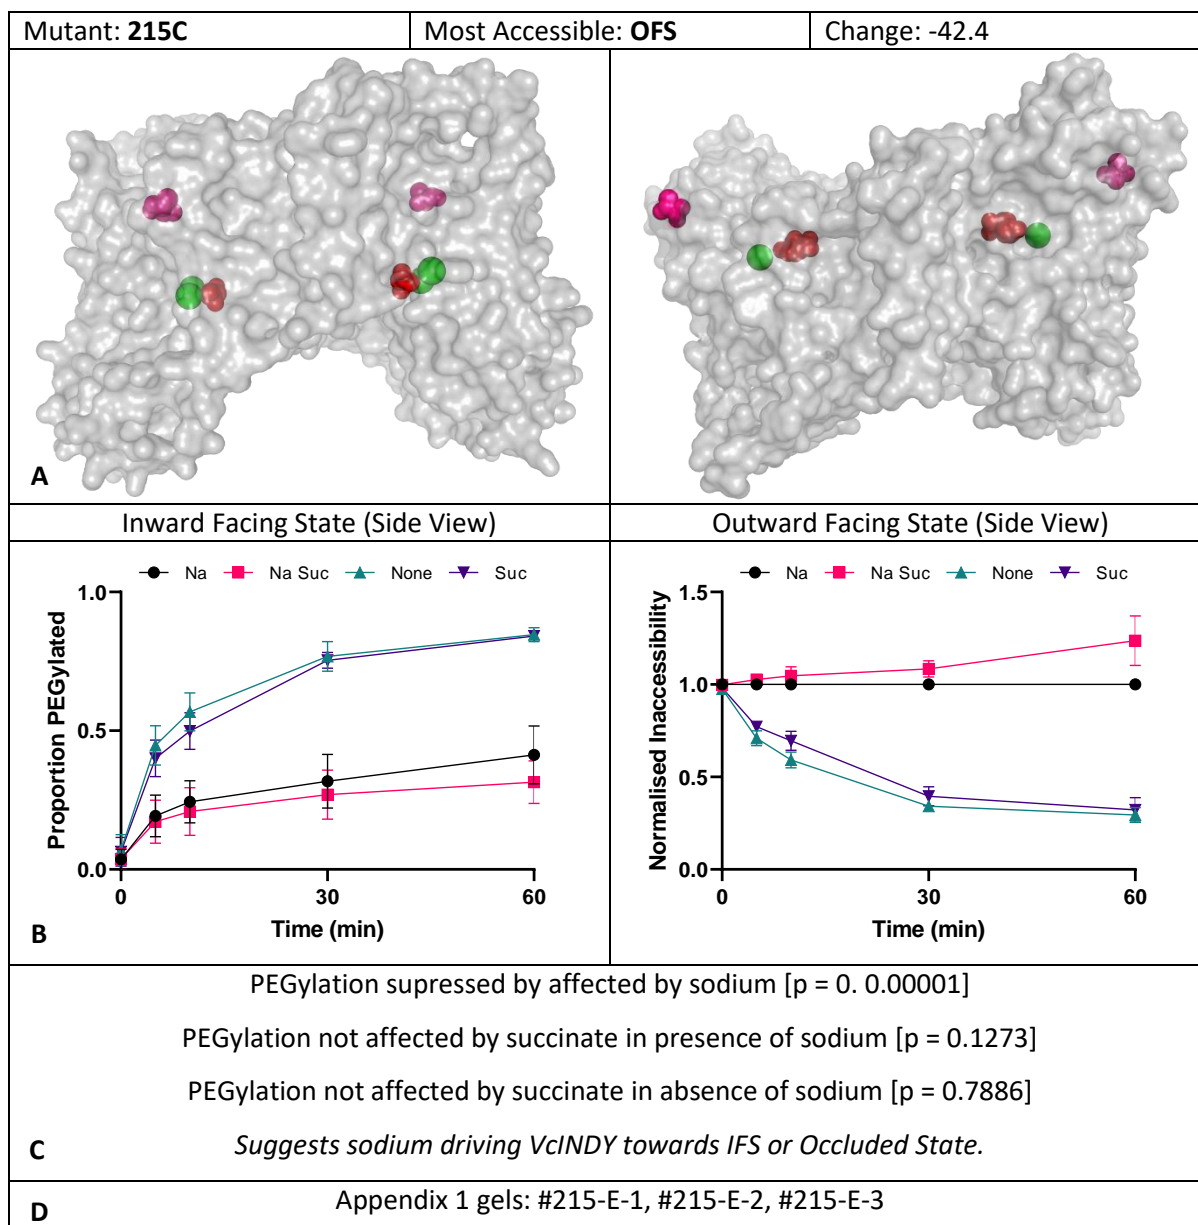 Mutant: 215C
Most Accessible: OFS
Change: -42.4
A
Inward Facing State (Side View)
Outward Facing State (Side View)
Na Na Suc None Suc
1.0
0.5
0.0
Proportion PEGylated
0 30 60
Time (min)
B
Na Na Suc None Suc
1.5
1.0
0.5
0.0
Normalised Inaccessibility
0 30 60
Time (min)
PEGylation supressed by affected by sodium [p = 0. 0.00001]
PEGylation not affected by succinate in presence of sodium [p = 0.1273]
PEGylation not affected by succinate in absence of sodium [p = 0.7886]
C
Suggests sodium driving VcINDY towards IFS or Occluded State.
D
Appendix 1 gels: #215-E-1, #215-E-2, #215-E-3